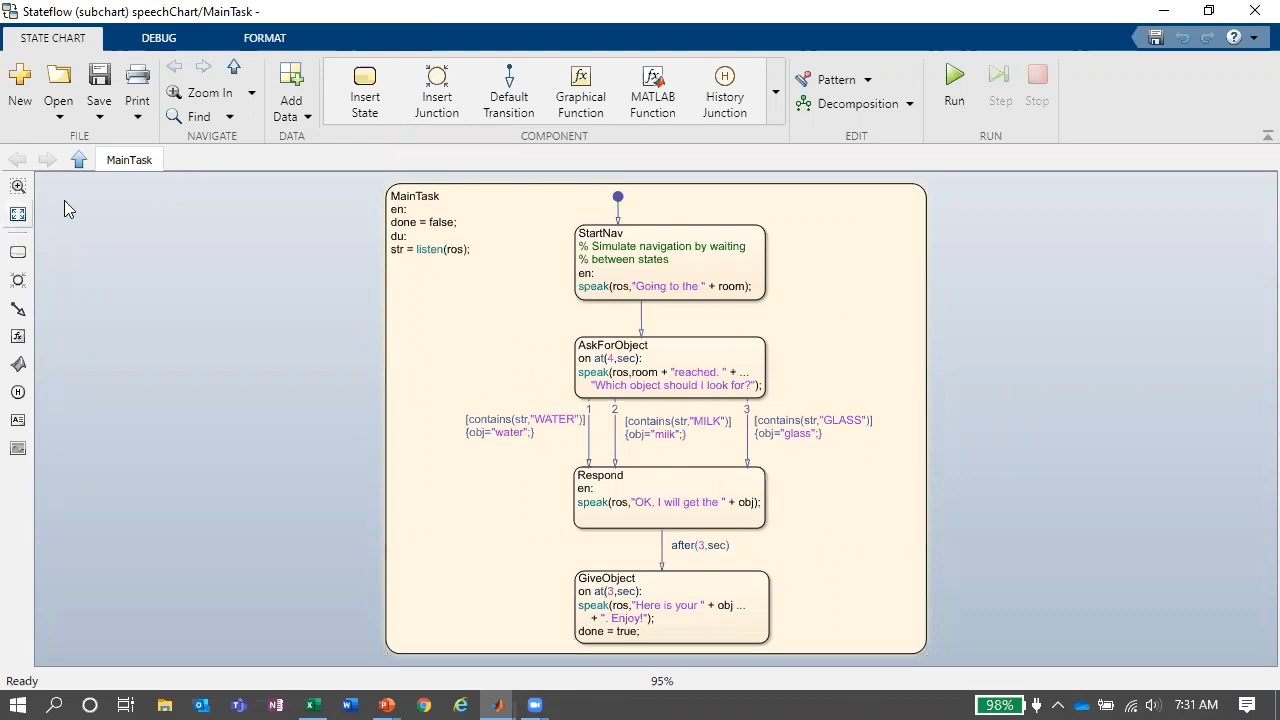 Stateflow (subchart) speechChart/MainTask -
STATE CHART
DEBUG
FORMAT
New
Open
Save
Print
FILE
Zoom In
Find
NAVIGATE
Add
Data
DATA
Insert
State
Insert
Junction
Default
Transition
Graphical
Function
MATLAB
Function
History
Junction
COMPONENT
Pattern
Decomposition
EDIT
Run
Step
Stop
RUN
MainTask
MainTask
en:
done = false;
du:
str = listen(ros);
StartNav
% Simulate navigation by waiting
% between states
en:
speak(ros,"Going to the " + room);
AskForObject
on at(4,sec):
speak(ros,room + "reached. " + ...
"Which object should I look for?");
1
2
3
[contains(str,"WATER")]
{obj="water";}
[contains(str,"MILK")]
{obj="milk";}
[contains(str,"GLASS")]
{obj="glass";}
Respond
en:
speak(ros,"OK, I will get the " + obj);
after(3,sec)
GiveObject
on at(3,sec):
speak(ros,"Here is your " + obj ...
+ ". Enjoy!");
done = true;
Ready
95%
98%
7:31 AM